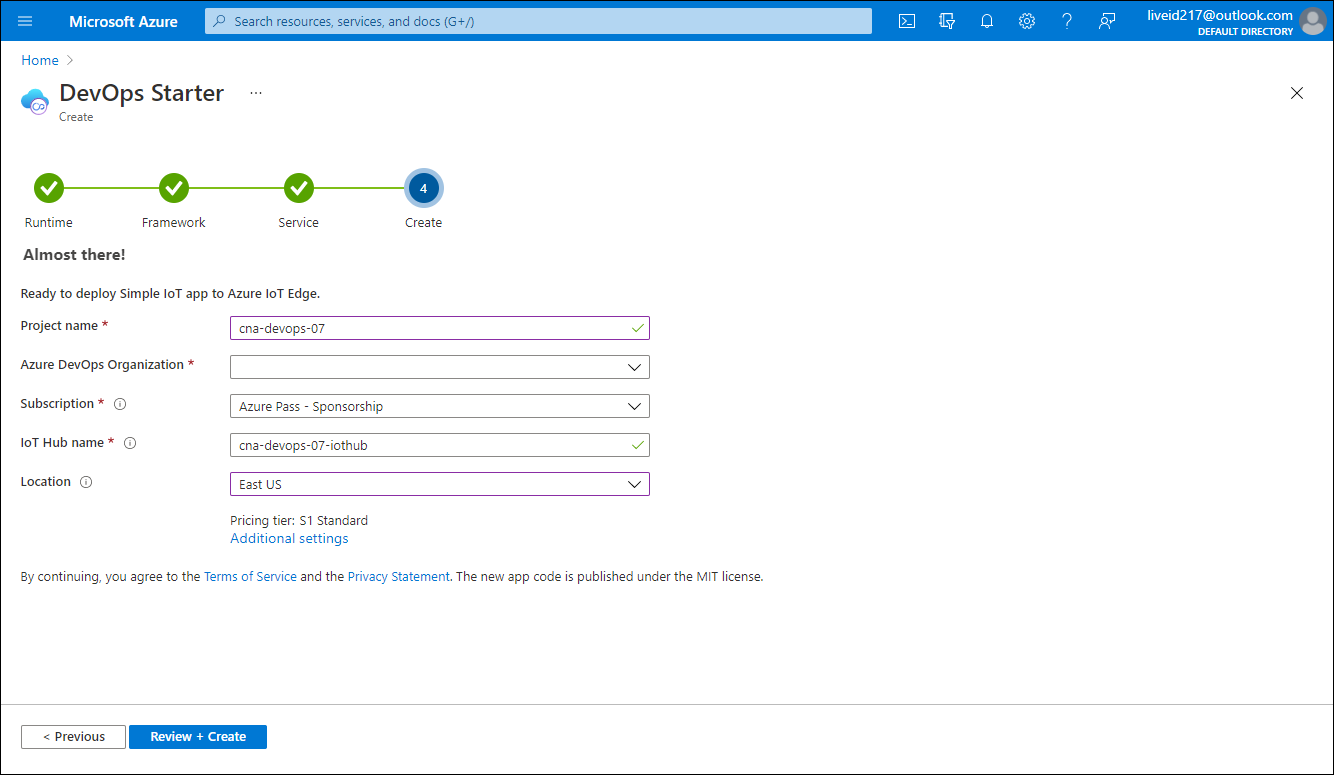 Microsoft Azure
Search resources, services, and docs (G+/)
liveid217@outlook.com
DEFAULT DIRECTORY
Home
DevOps Starter ...
Create
4
Runtime Framework Service Create
Almost there!
Ready to deploy Simple IoT app to Azure IoT Edge.
Project name * cna-devops-07
Azure DevOps Organization *
Subscription * Azure Pass - Sponsorship
IoT Hub name * cna-devops-07-iothub
Location East US
Pricing tier: S1 Standard
Additional settings
By continuing, you agree to the Terms of Service and the Privacy Statement. The new app code is published under the MIT license.
< Previous Review + Create